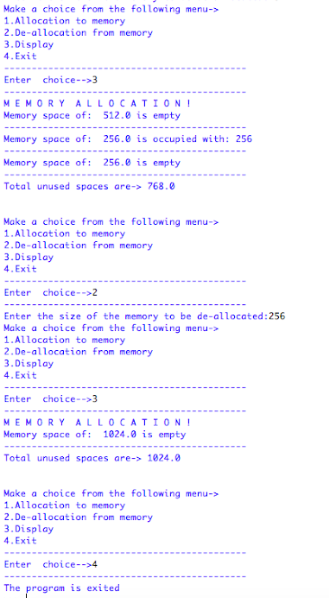 Make a choice from the following menu->
1.Allocation to memory
2.De-allocation from memory
3.Display
4.Exit
--------------------------------------------
Enter  choice-->3
--------------------------------------------
M E M O R Y  A L L O C A T I O N !
Memory space of:  512.0 is empty
--------------------------------------------
Memory space of:  256.0 is occupied with: 256
--------------------------------------------
Memory space of:  256.0 is empty
--------------------------------------------
Total unused spaces are-> 768.0
Make a choice from the following menu->
1.Allocation to memory
2.De-allocation from memory
3.Display
4.Exit
--------------------------------------------
Enter  choice-->2
--------------------------------------------
Enter the size of the memory to be de-allocated:256
Make a choice from the following menu->
1.Allocation to memory
2.De-allocation from memory
3.Display
4.Exit
--------------------------------------------
Enter  choice-->3
--------------------------------------------
M E M O R Y  A L L O C A T I O N !
Memory space of:  1024.0 is empty
--------------------------------------------
Total unused spaces are-> 1024.0
Make a choice from the following menu->
1.Allocation to memory
2.De-allocation from memory
3.Display
4.Exit
--------------------------------------------
Enter  choice-->4
--------------------------------------------
The program is exited